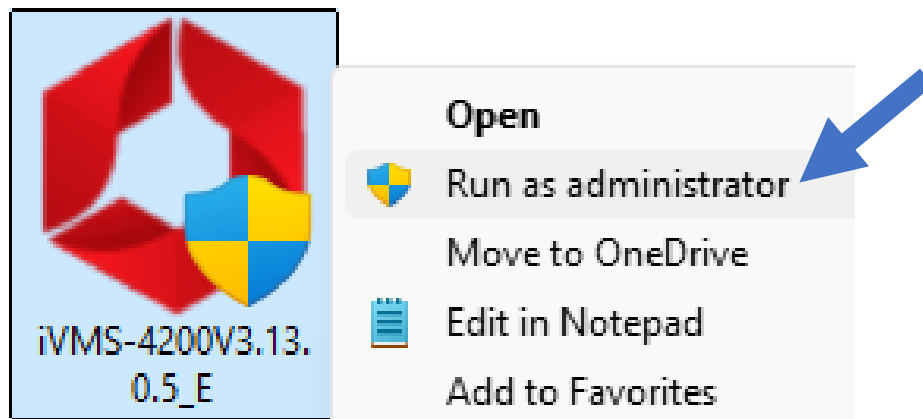 iVMS-4200V3.13.
0.5_E
Open
Run as administrator
Move to OneDrive
Edit in Notepad
Add to Favorites